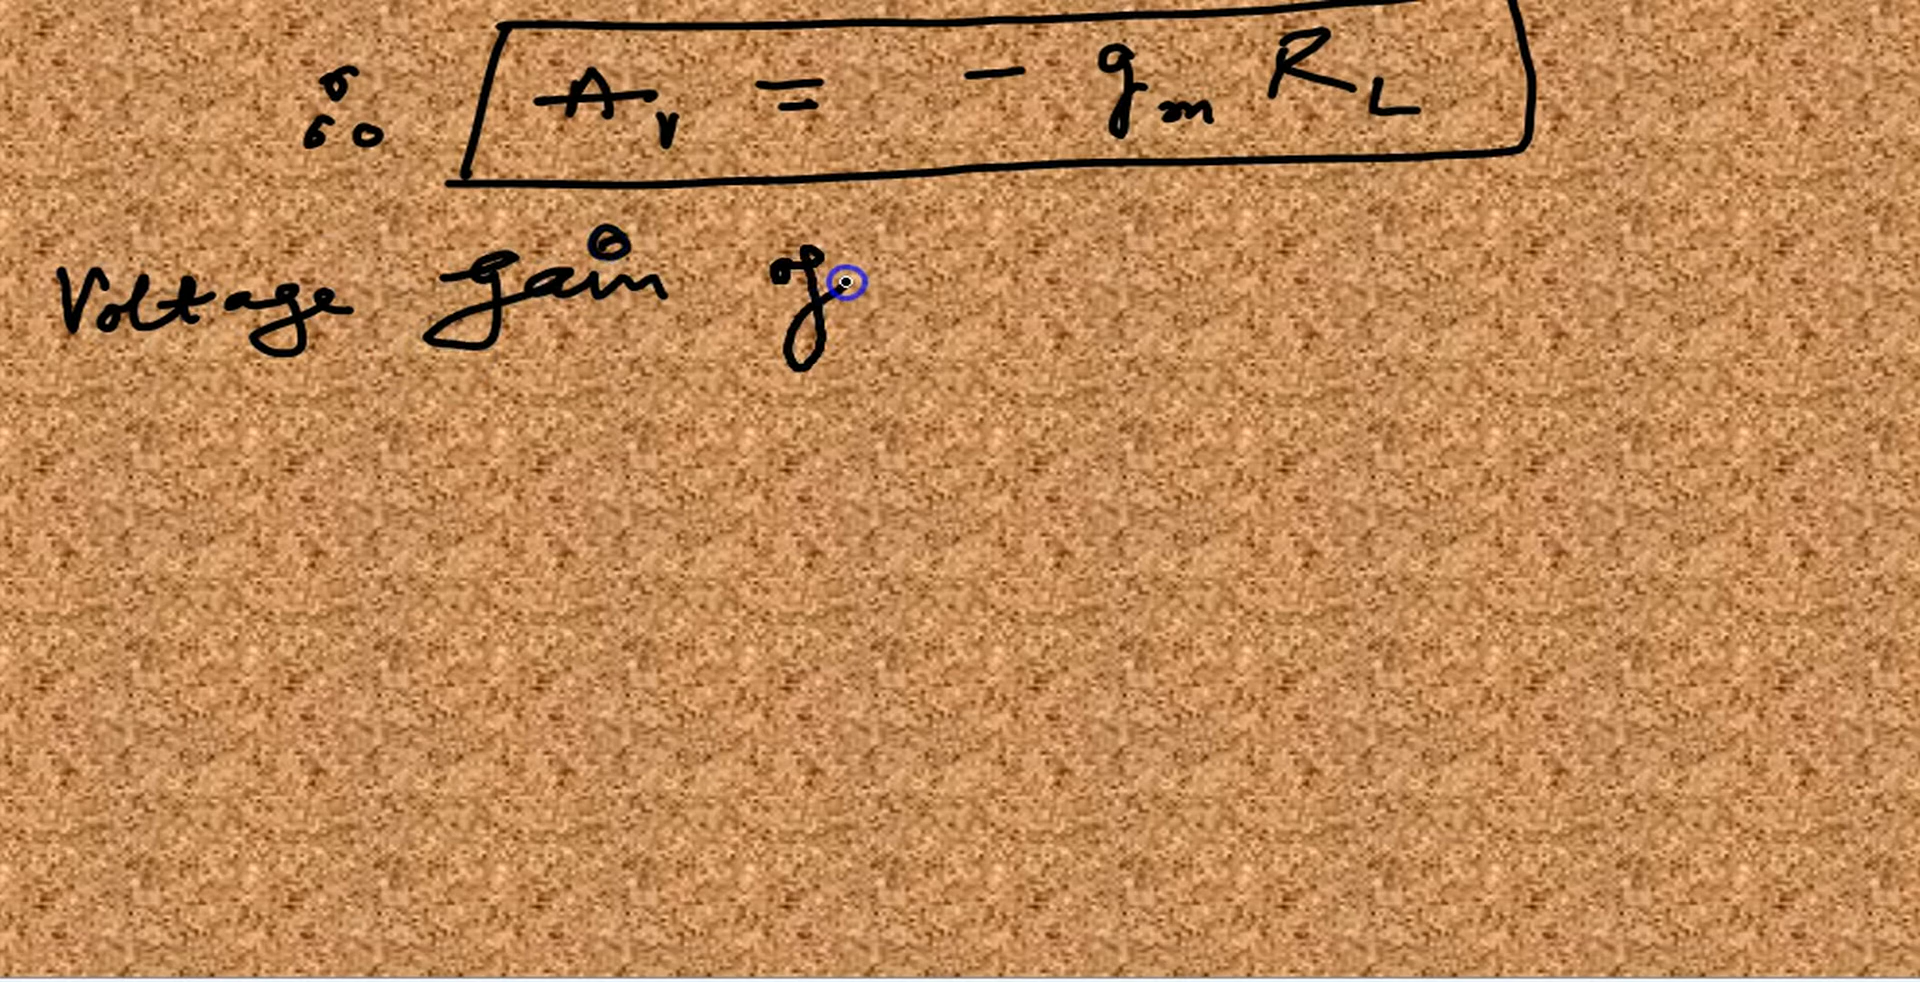 ∴ A_v = - g_m R_L
Voltage gain of